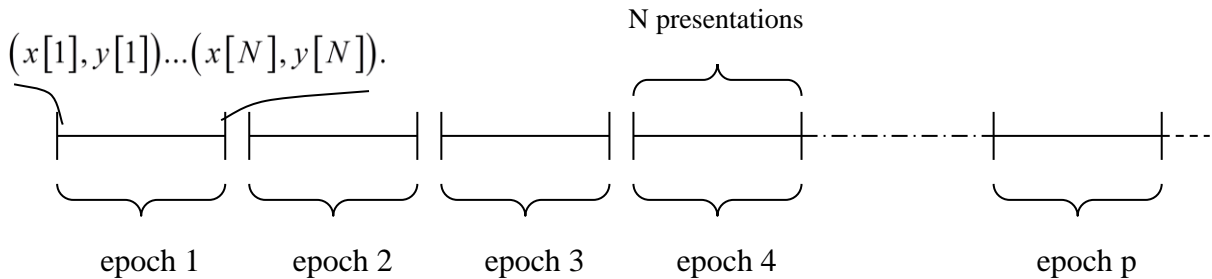 N presentations
(x[1], y[1])...(x[N], y[N]).
epoch 1 epoch 2 epoch 3 epoch 4 epoch p